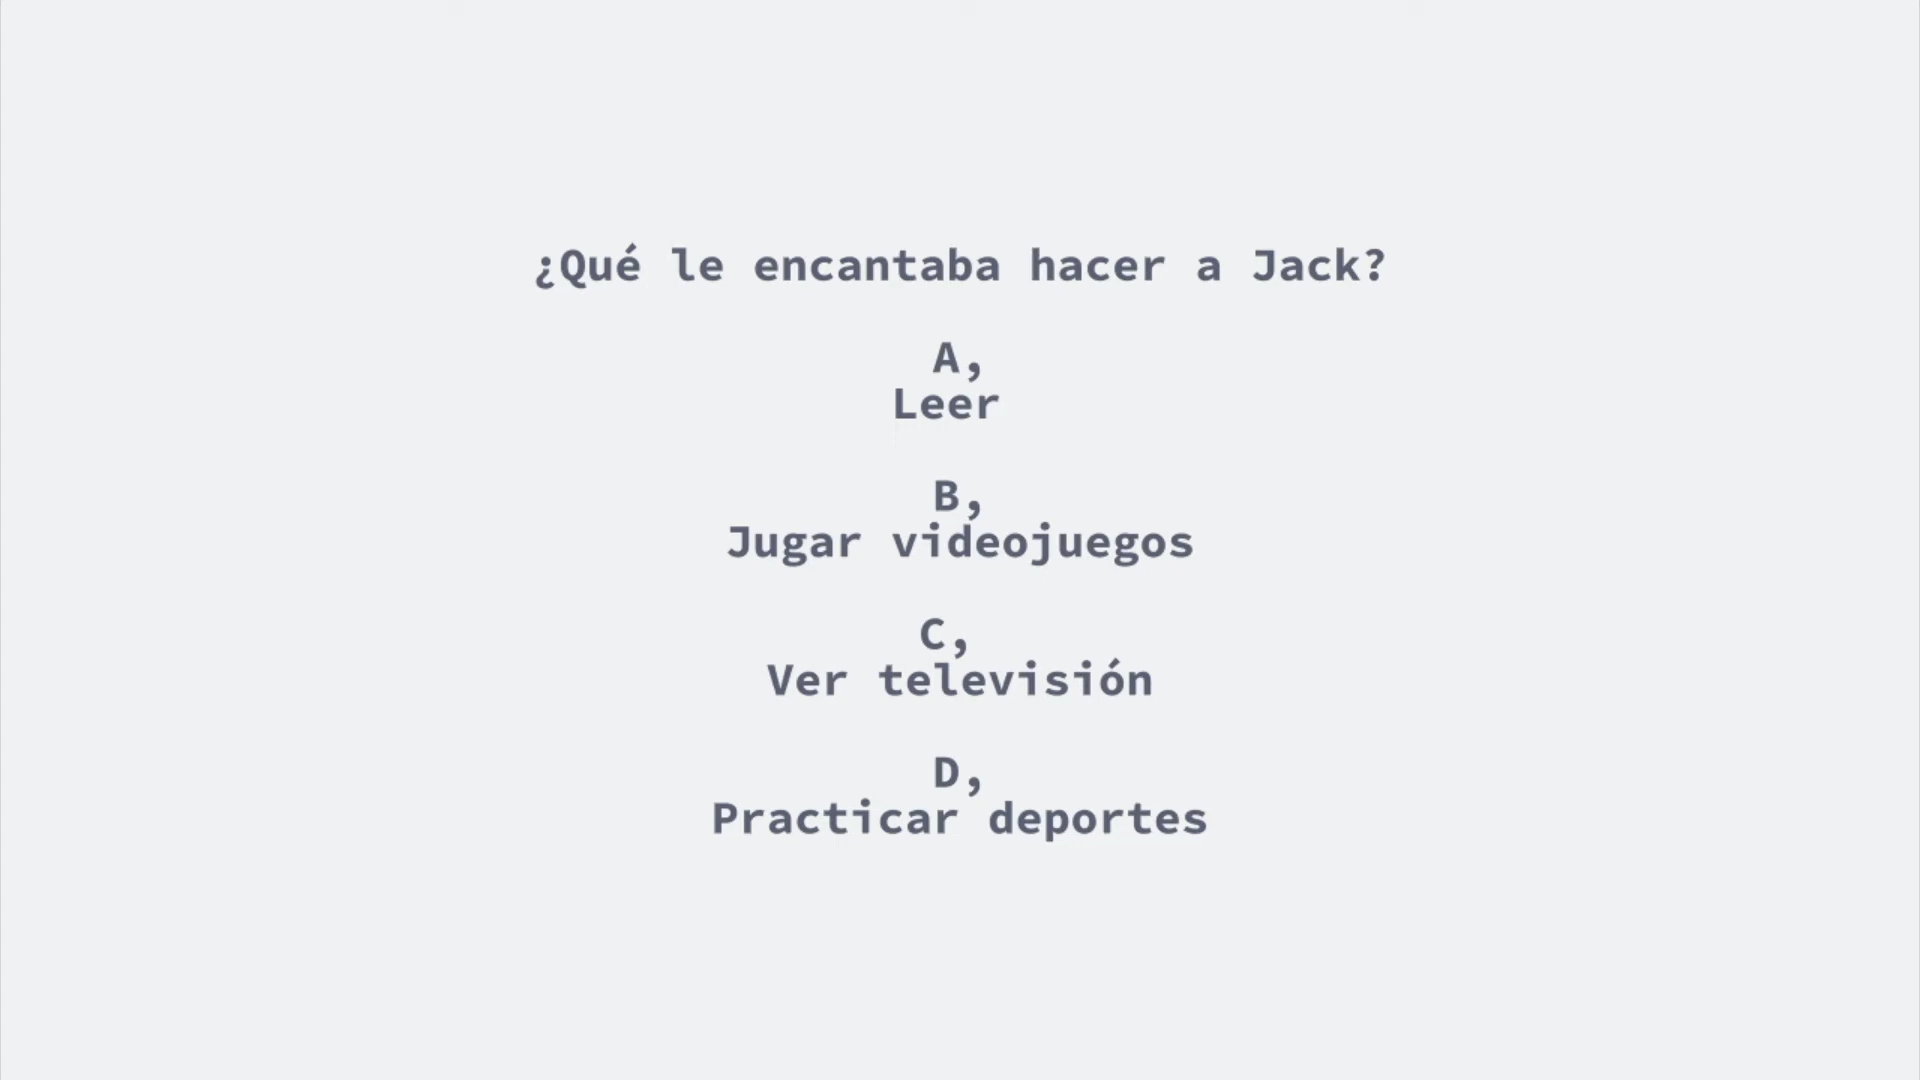 ¿Qué le encantaba hacer a Jack?
A,
Leer
B,
Jugar videojuegos
C,
Ver televisión
D,
Practicar deportes